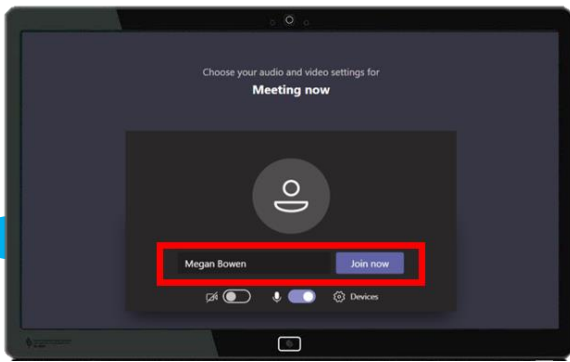 Choose your audio and video settings for
Meeting now
Megan Bowen
Join now
Devices